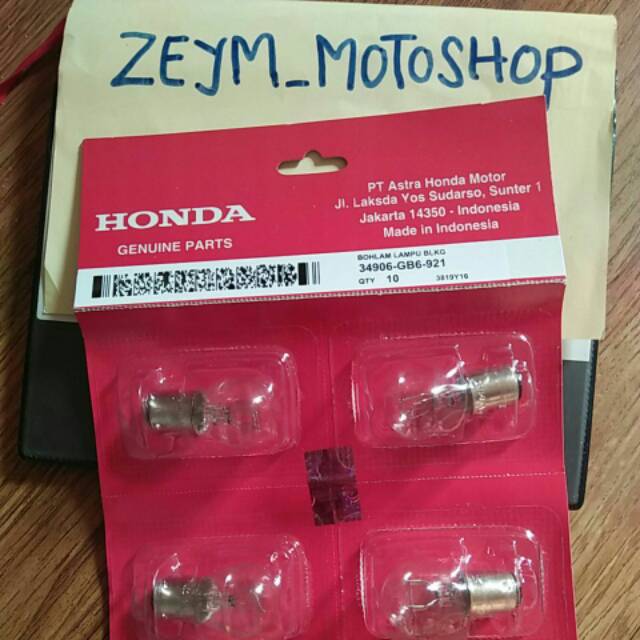 ZEYM_MOTOSHOP
HONDA
GENUINE PARTS
PT Astra Honda Motor
Jl. Laksda Yos Sudarso, Sunter 1
Jakarta 14350 - Indonesia
Made in Indonesia
BOHLAM LAMPU BLKG
34906-GB6-921
QTY 10 3819Y16